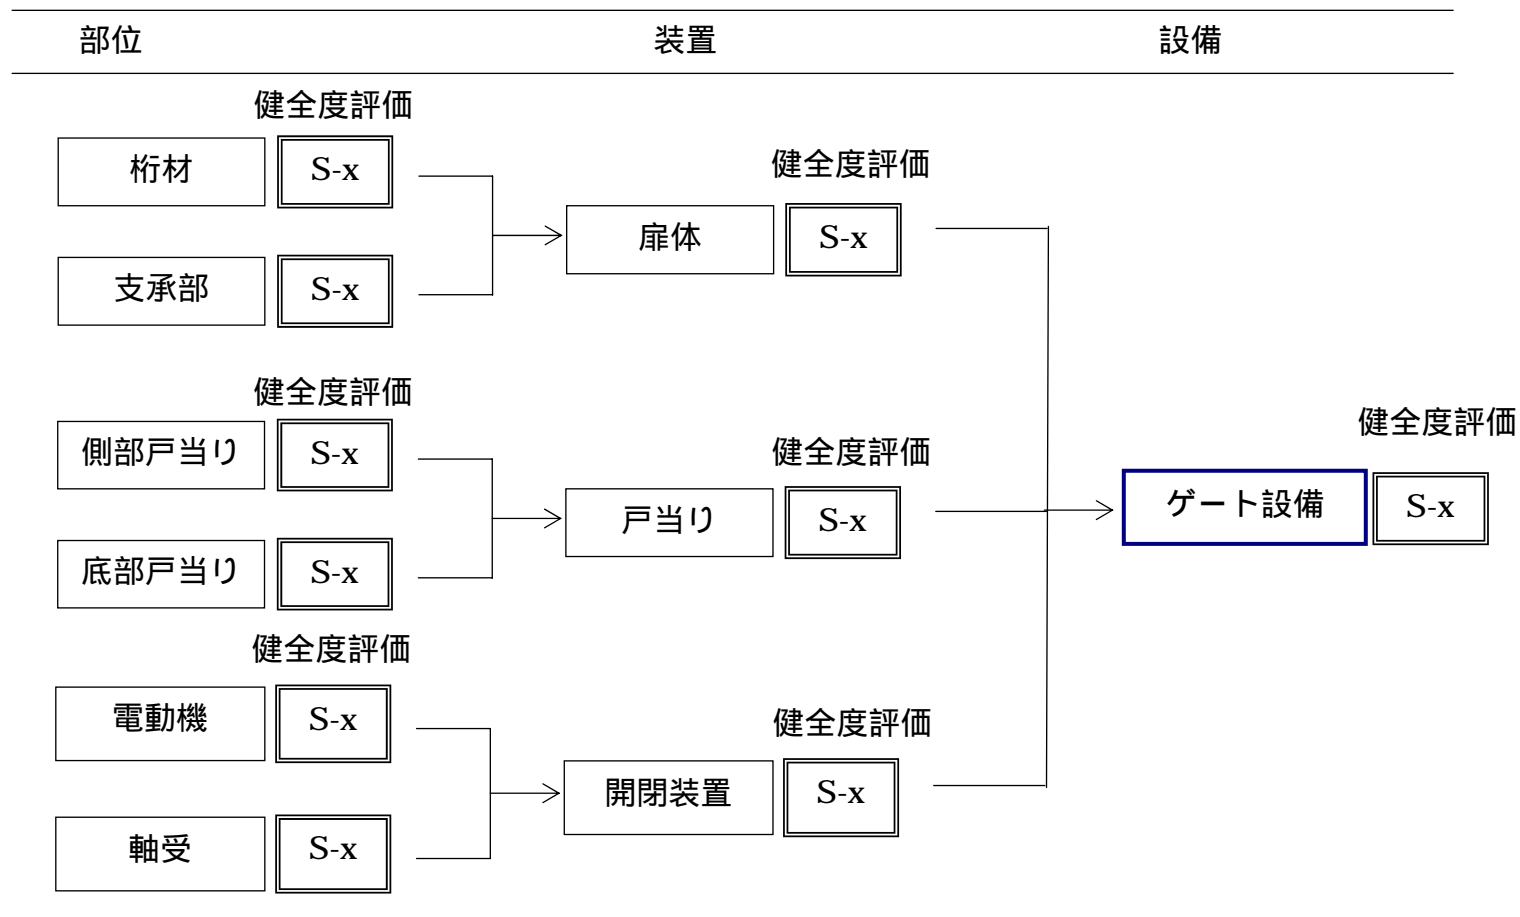 部位 装置 設備
健全度評価
桁材 S-x
支承部 S-x
健全度評価
扉体 S-x
健全度評価
側部戸当り S-x
底部戸当り S-x
健全度評価
戸当り S-x
健全度評価
電動機 S-x
軸受 S-x
健全度評価
開閉装置 S-x
健全度評価
ゲート設備 S-x